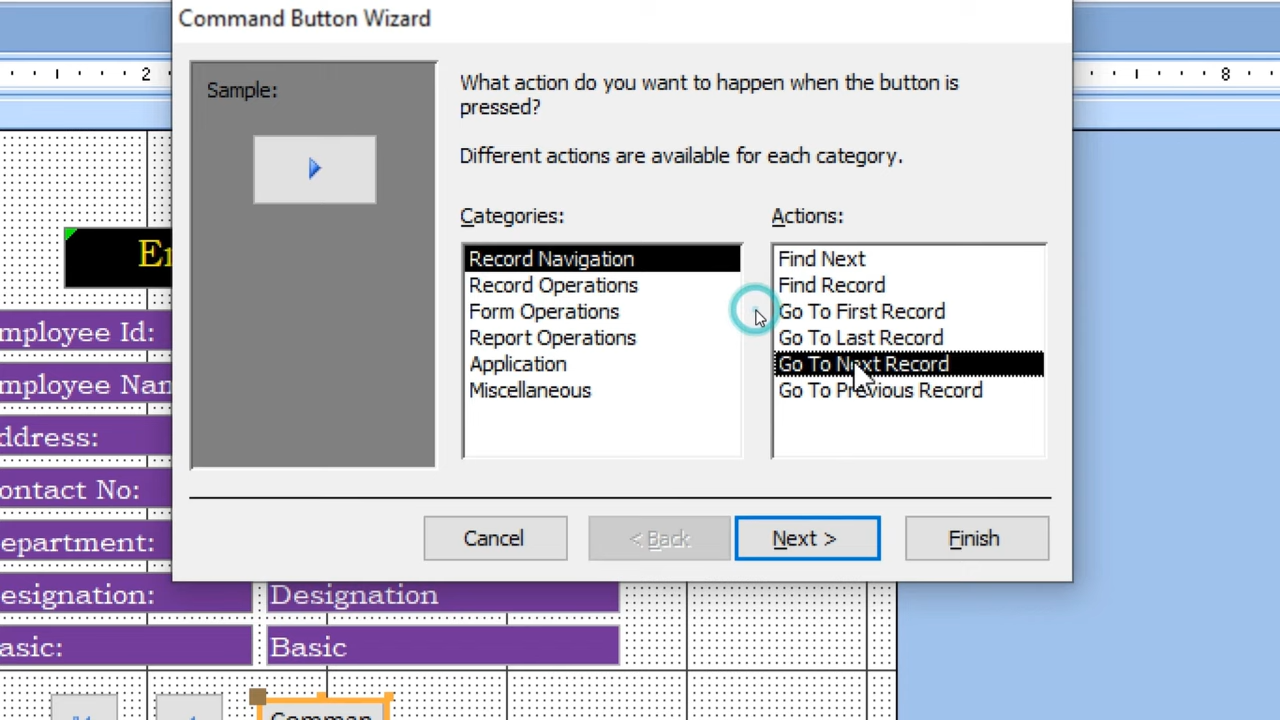 Command Button Wizard
2
8
Sample:
What action do you want to happen when the button is
pressed?
Different actions are available for each category.
Categories:
Actions:
Record Navigation
Record Operations
Form Operations
Report Operations
Application
Miscellaneous
Find Next
Find Record
Go To First Record
Go To Last Record
Go To Next Record
Go To Previous Record
Cancel
< Back
Next >
Finish
Em
mployee Id:
mployee Nam
ddress:
ontact No:
epartment:
esignation:
Designation
asic:
Basic
Comman